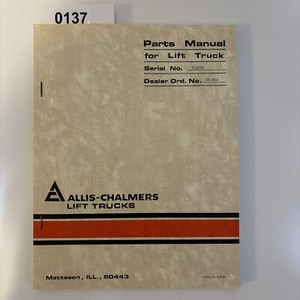 0137
Parts Manual
for Lift Truck
Serial No.
Dealer Ord. No.
ALLIS-CHALMERS
LIFT TRUCKS
Matteson, ILL., 60443